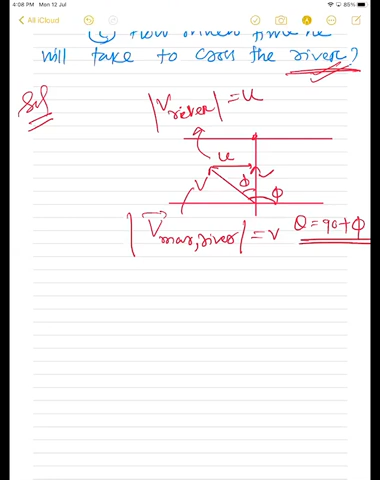 4:08 PM Mon 12 Jul
85%
All iCloud
will take to cross the river?
Sol
|V river| = u
u
V
φ
φ
|V man,river| = v
θ = 90+φ